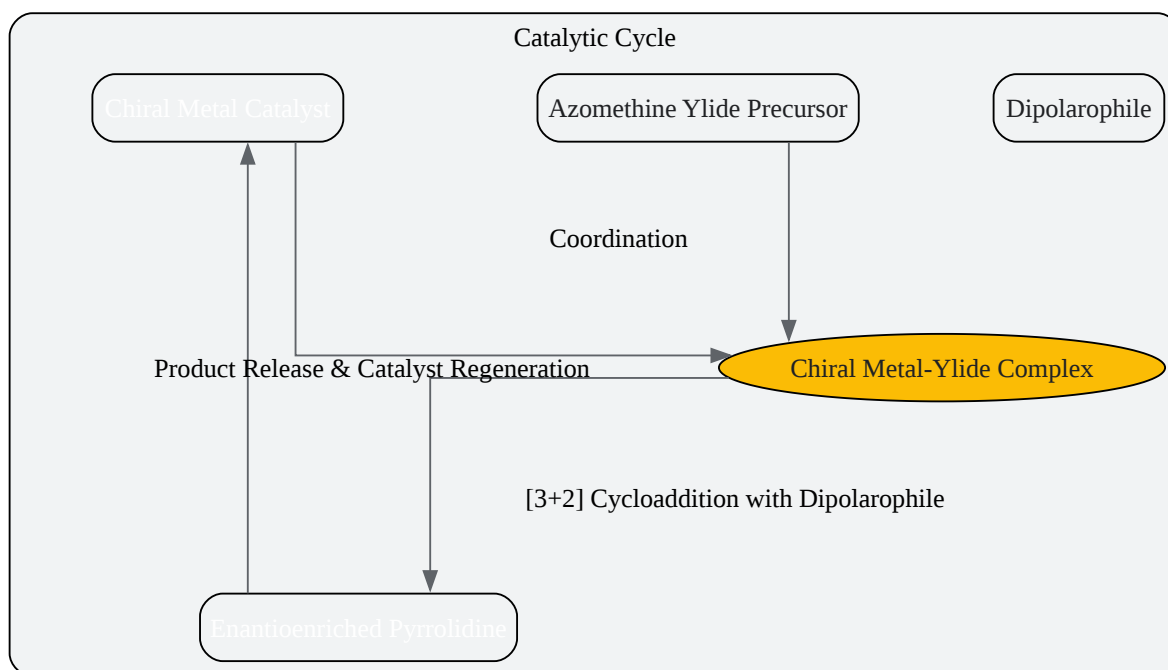 Catalytic Cycle
Chiral Metal Catalyst
Azomethine Ylide Precursor
Dipolarophile
Coordination
Product Release & Catalyst Regeneration
Chiral Metal-Ylide Complex
[3+2] Cycloaddition with Dipolarophile
Enantioenriched Pyrrolidine